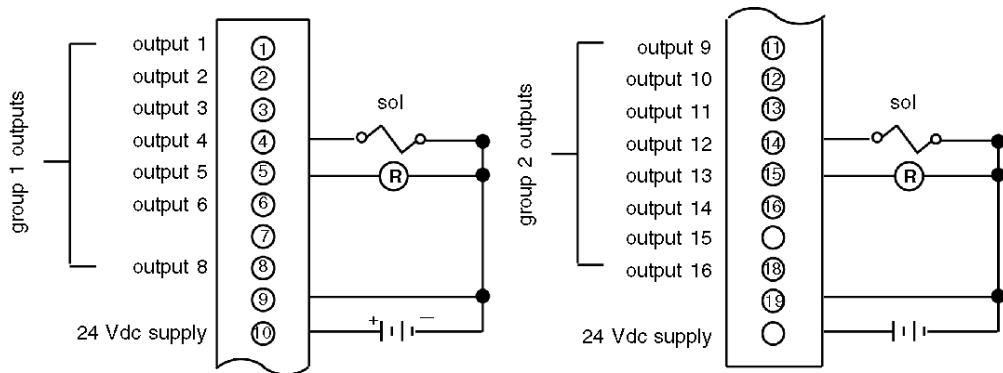 group 1 outputs
output 1 1
output 2 2
output 3 3
output 4 4
output 5 5
output 6 6
7
output 8 8
9
24 Vdc supply 10
sol
R
+ −
group 2 outputs
output 9 11
output 10 12
output 11 13
output 12 14
output 13 15
output 14 16
output 15
output 16 18
19
24 Vdc supply
sol
R